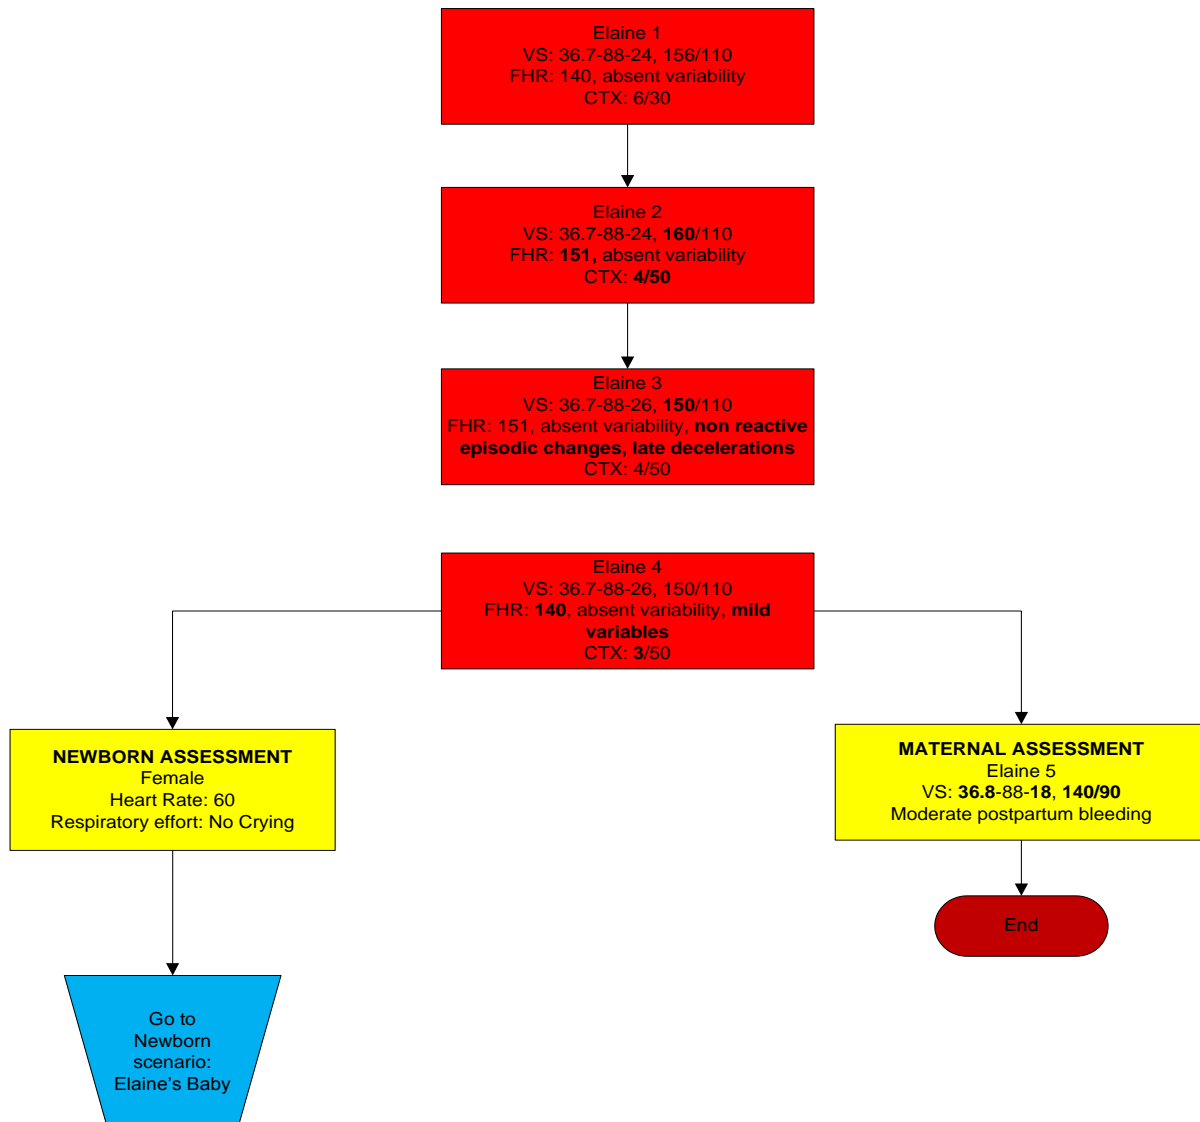 Elaine 1
VS: 36.7-88-24, 156/110
FHR: 140, absent variability
CTX: 6/30
Elaine 2
VS: 36.7-88-24, 160/110
FHR: 151, absent variability
CTX: 4/50
Elaine 3
VS: 36.7-88-26, 150/110
FHR: 151, absent variability, non reactive
episodic changes, late decelerations
CTX: 4/50
Elaine 4
VS: 36.7-88-26, 150/110
FHR: 140, absent variability, mild
variables
CTX: 3/50
NEWBORN ASSESSMENT
Female
Heart Rate: 60
Respiratory effort: No Crying
MATERNAL ASSESSMENT
Elaine 5
VS: 36.8-88-18, 140/90
Moderate postpartum bleeding
End
Go to
Newborn
scenario:
Elaine’s Baby